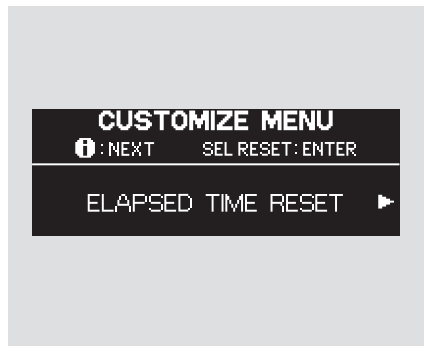 CUSTOMIZE MENU
i:NEXT SEL RESET:ENTER
ELAPSED TIME RESET